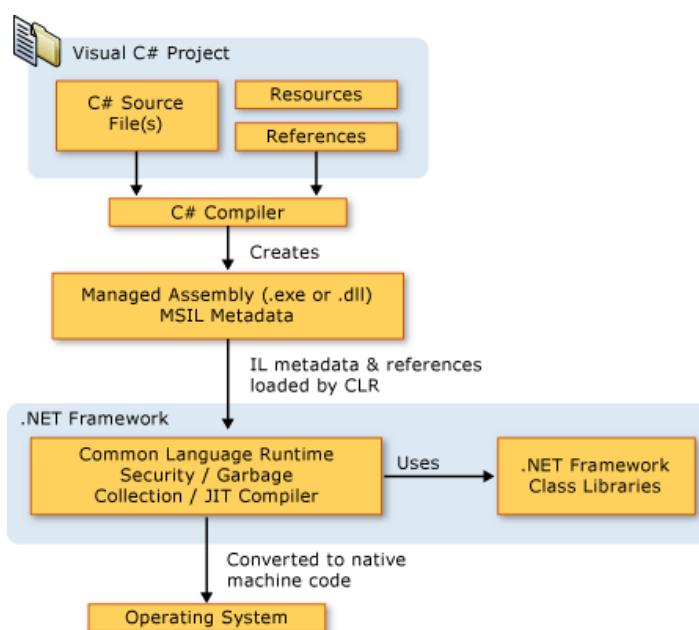 Visual C# Project
C# Source
File(s)
Resources
References
C# Compiler
Creates
Managed Assembly (.exe or .dll)
MSIL Metadata
IL metadata & references
loaded by CLR
.NET Framework
Common Language Runtime
Security / Garbage
Collection / JIT Compiler
Uses
.NET Framework
Class Libraries
Converted to native
machine code
Operating System